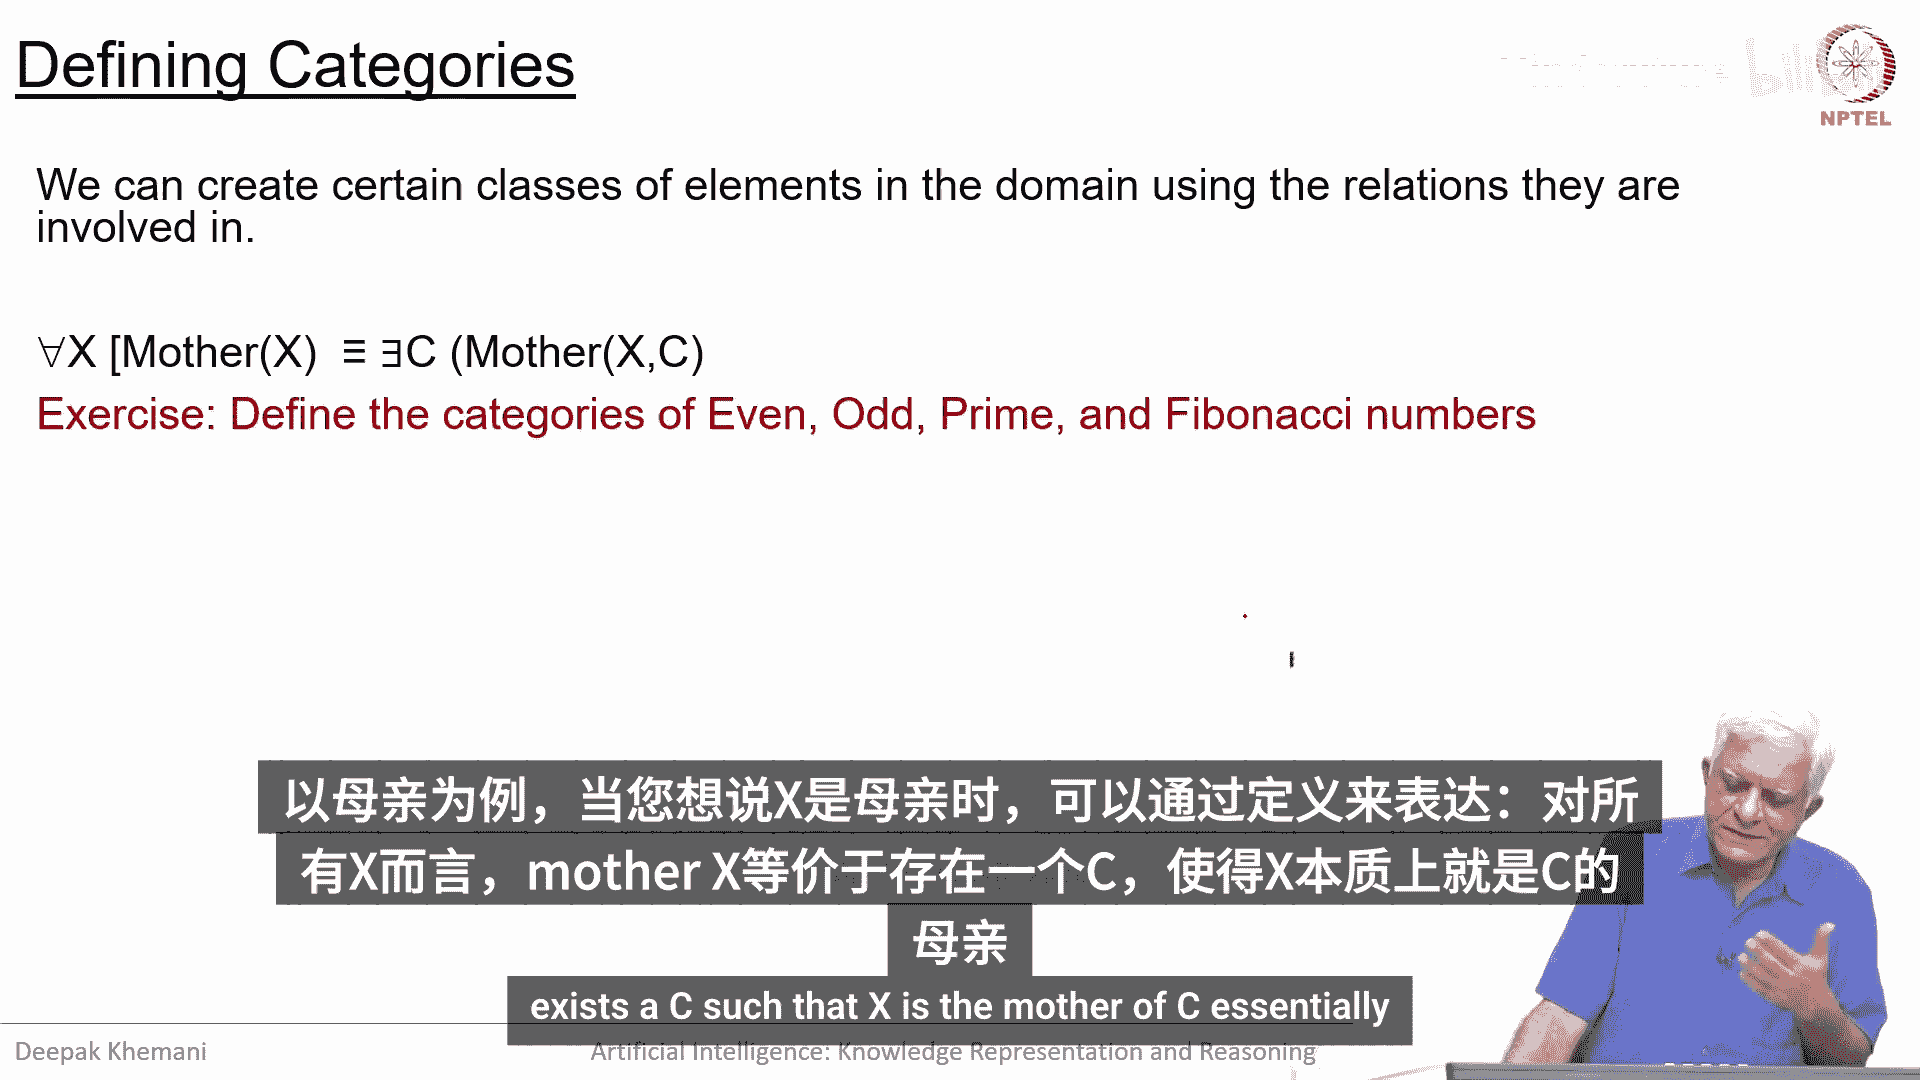 Defining Categories
NPTEL
We can create certain classes of elements in the domain using the relations they are
involved in.
∀X [Mother(X) ≡ ∃C (Mother(X,C)
Exercise: Define the categories of Even, Odd, Prime, and Fibonacci numbers
以母亲为例，当您想说X是母亲时，可以通过定义来表达：对所
有X而言，mother X等价于存在一个C，使得X本质上就是C的
母亲
exists a C such that X is the mother of C essentially
Deepak Khemani
Artificial Intelligence: Knowledge Representation and Reasoning